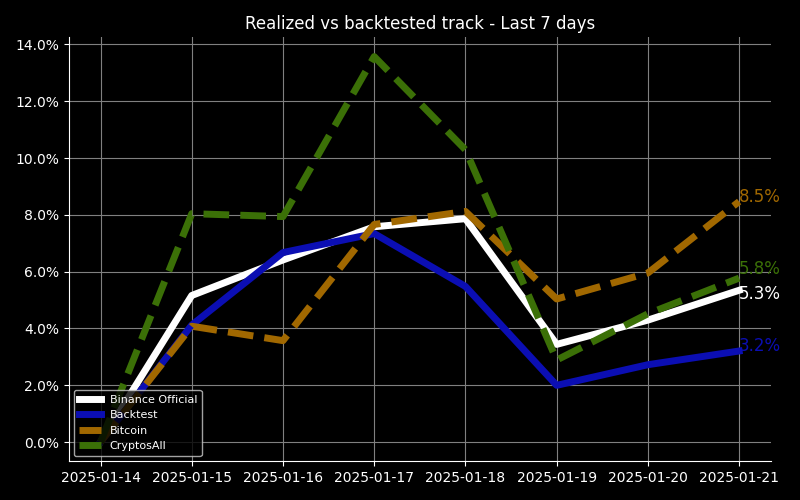 Realized vs backtested track - Last 7 days
14.0%
12.0%
10.0%
8.0%
6.0%
4.0%
2.0%
0.0%
8.5%
5.8%
5.3%
3.2%
Binance Official
Backtest
Bitcoin
CryptosAll
2025-01-14 2025-01-15 2025-01-16 2025-01-17 2025-01-18 2025-01-19 2025-01-20 2025-01-21